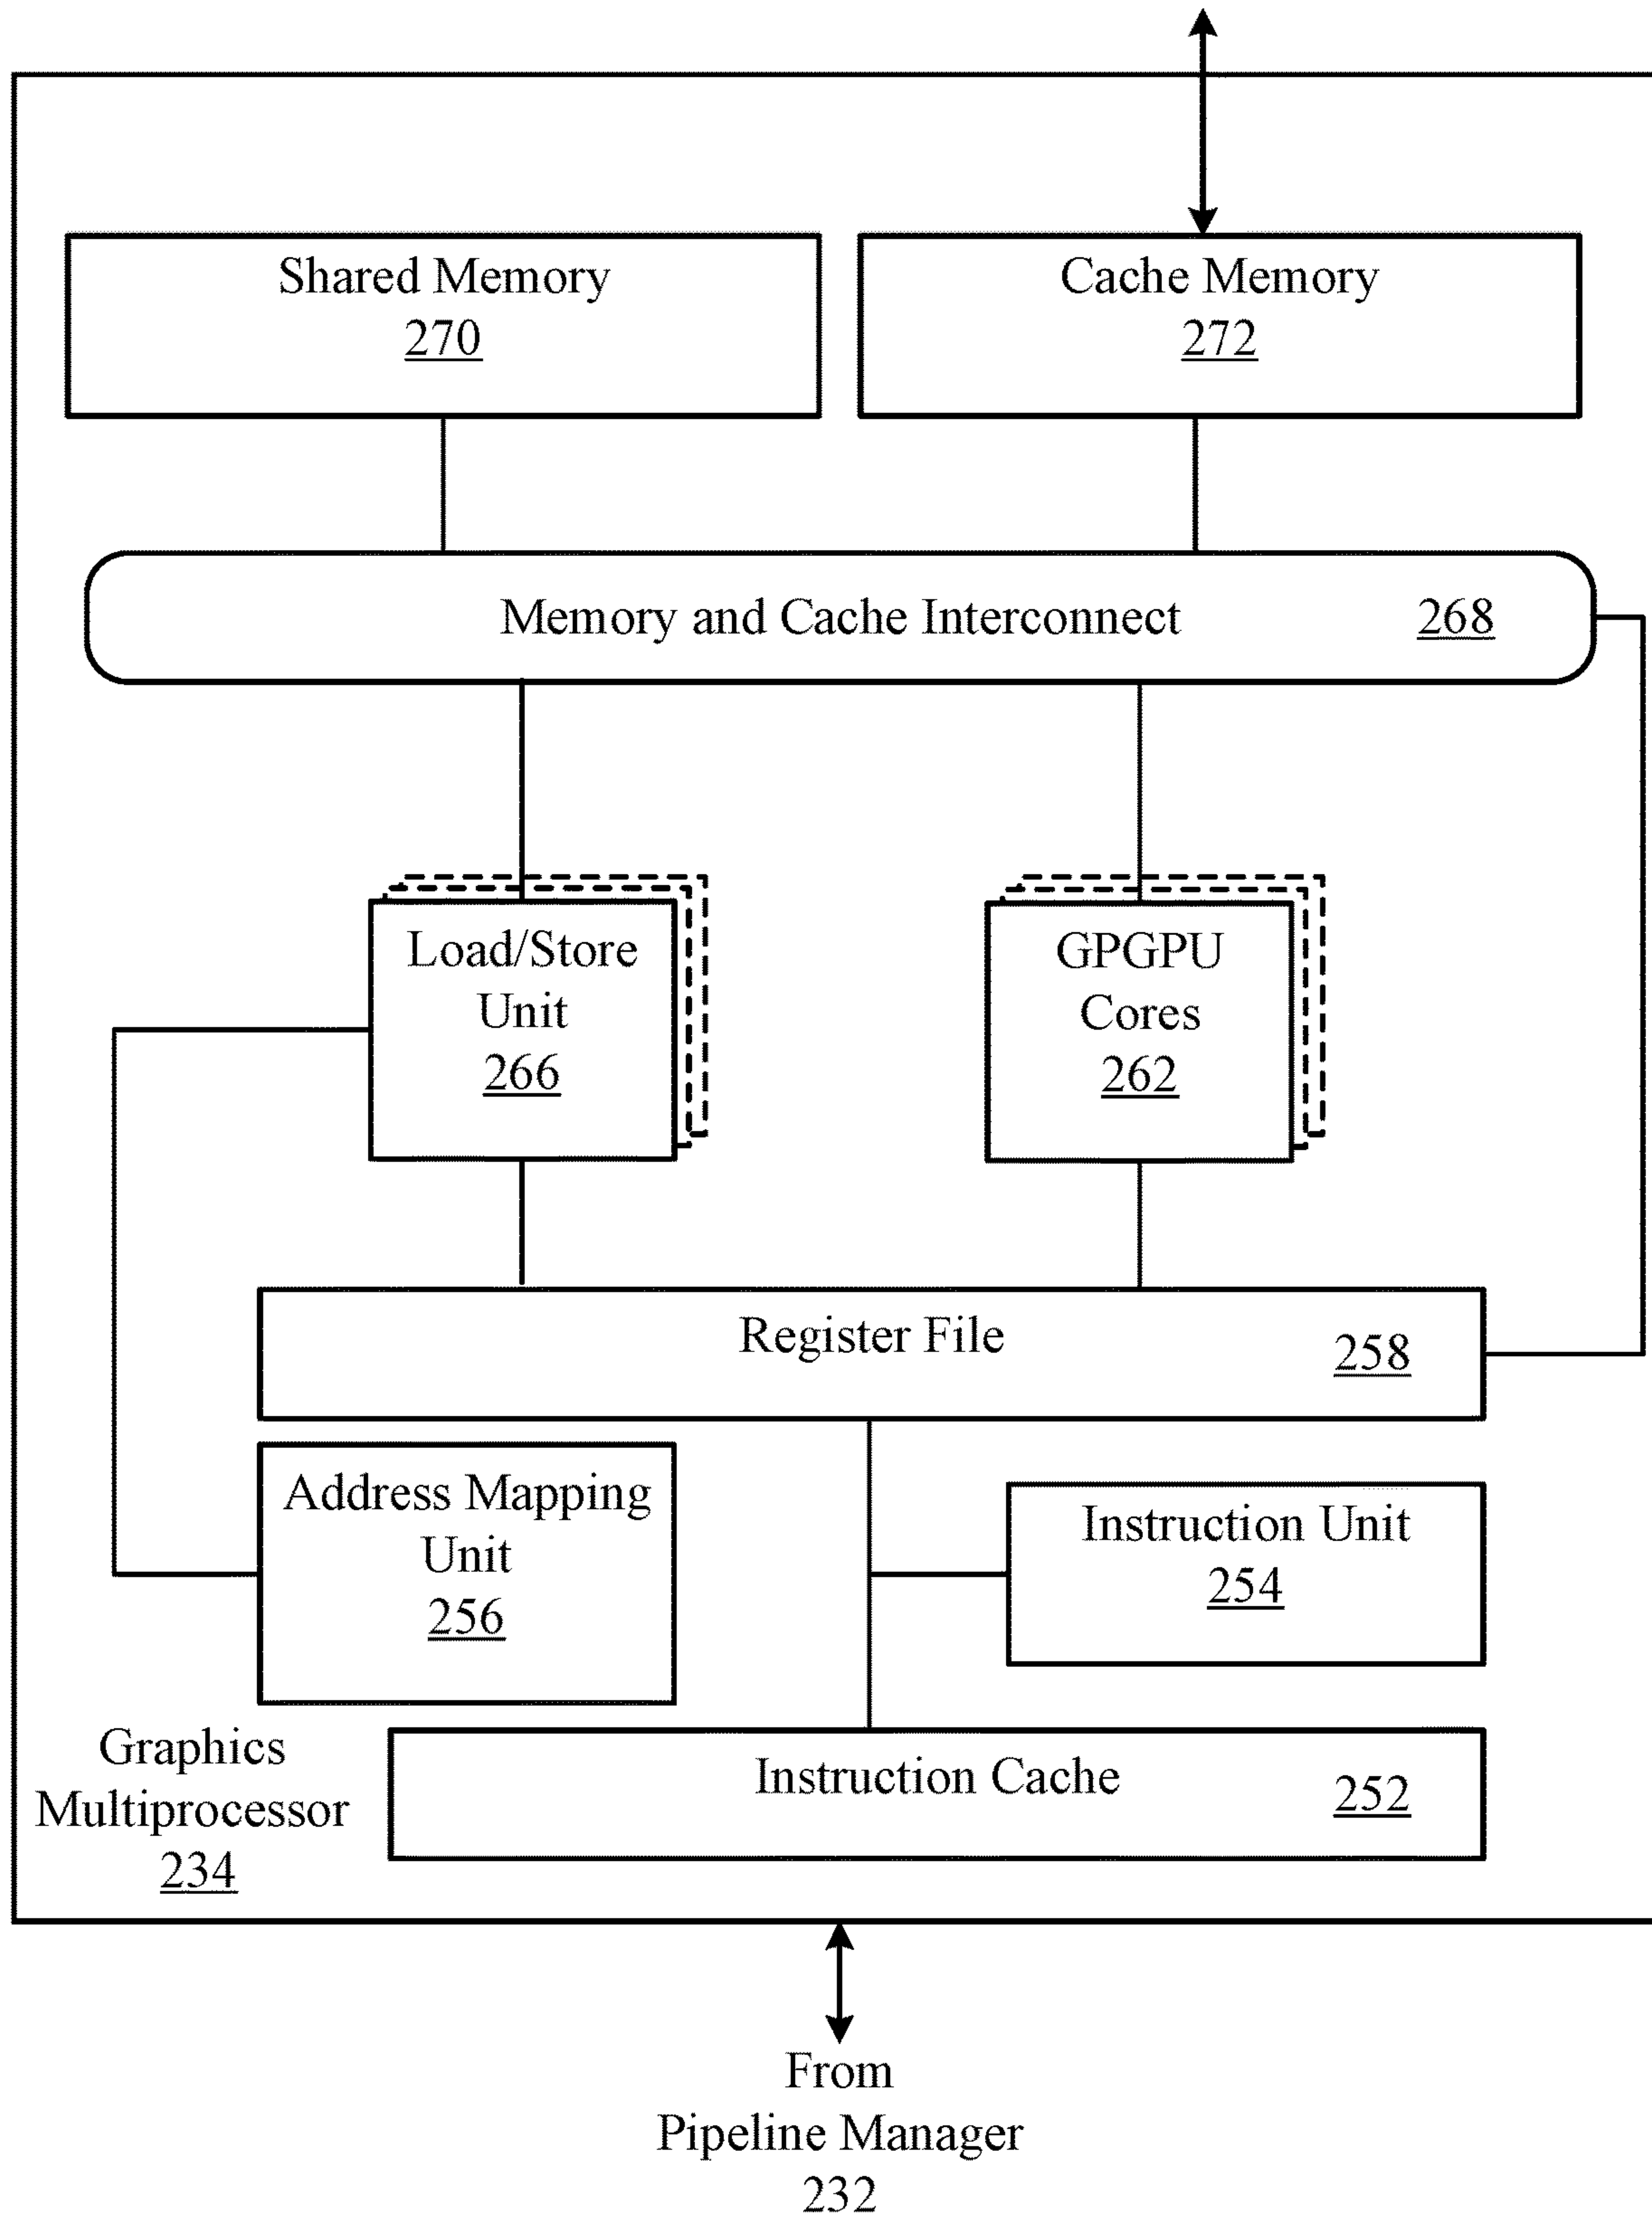 Shared Memory
270
Cache Memory
272
Memory and Cache Interconnect 268
Load/Store
Unit
266
GPGPU
Cores
262
Register File 258
Address Mapping
Unit
256
Instruction Unit
254
Graphics
Multiprocessor
234
Instruction Cache 252
From
Pipeline Manager
232